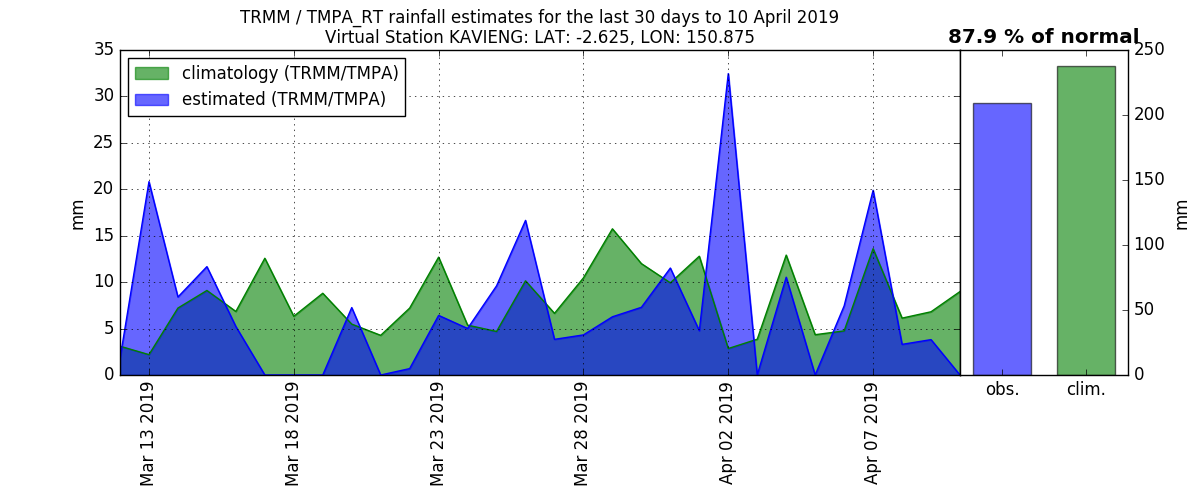 TRMM / TMPA_RT rainfall estimates for the last 30 days to 10 April 2019
Virtual Station KAVIENG: LAT: -2.625, LON: 150.875
87.9 % of normal
climatology (TRMM/TMPA)
estimated (TRMM/TMPA)
35
30
25
20
15
10
5
0
mm
Mar 13 2019
Mar 18 2019
Mar 23 2019
Mar 28 2019
Apr 02 2019
Apr 07 2019
250
200
150
100
50
0
mm
obs.
clim.